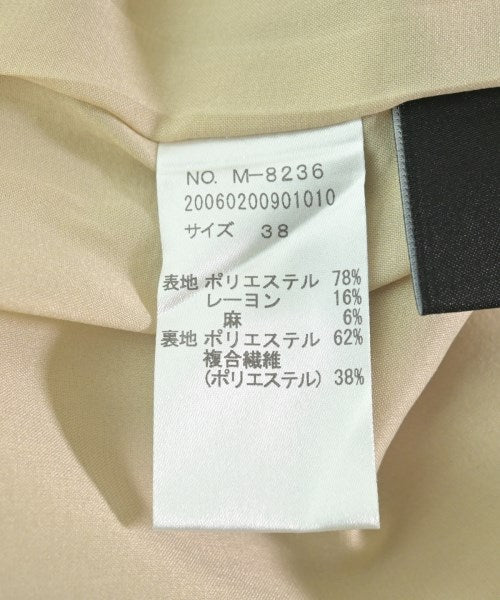 NO. M-8236
20060200901010
サイズ 38
表地 ポリエステル 78%
レーヨン 16%
麻 6%
裏地 ポリエステル 62%
複合繊維
(ポリエステル) 38%